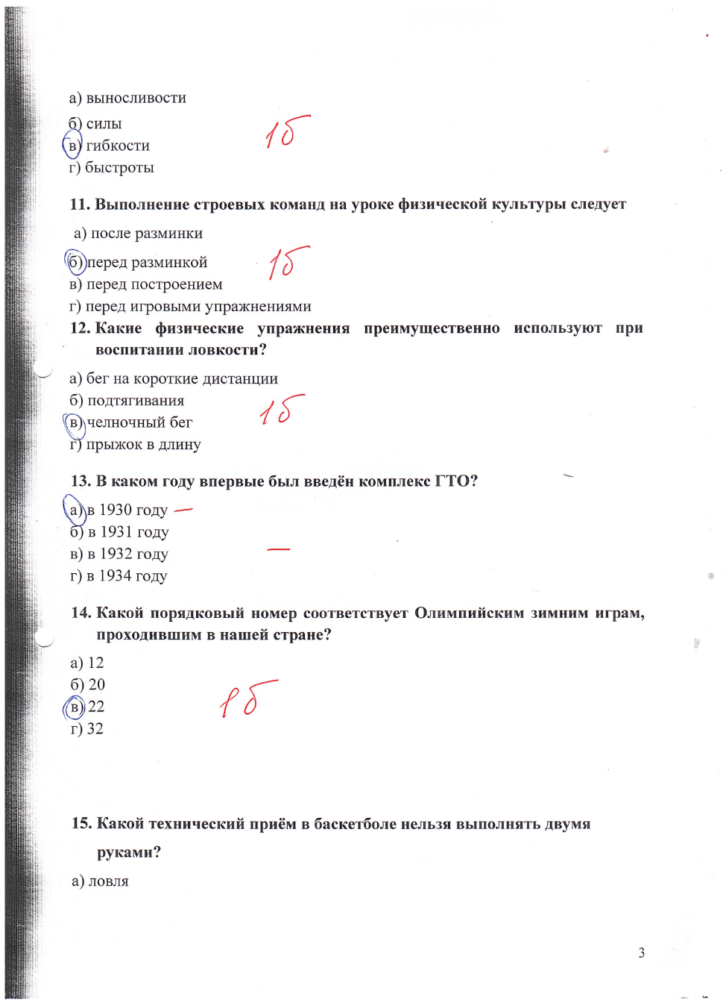 а) выносливости
б) силы
в) гибкости
1б
г) быстроты
11. Выполнение строевых команд на уроке физической культуры следует
а) после разминки
б) перед разминкой
1б
в) перед построением
г) перед игровыми упражнениями
12. Какие физические упражнения преимущественно используют при
воспитании ловкости?
а) бег на короткие дистанции
б) подтягивания
в) челночный бег
1б
г) прыжок в длину
13. В каком году впервые был введён комплекс ГТО?
а) в 1930 году —
б) в 1931 году
в) в 1932 году —
г) в 1934 году
14. Какой порядковый номер соответствует Олимпийским зимним играм,
проходившим в нашей стране?
а) 12
б) 20
в) 22
1б
г) 32
15. Какой технический приём в баскетболе нельзя выполнять двумя
руками?
а) ловля
3